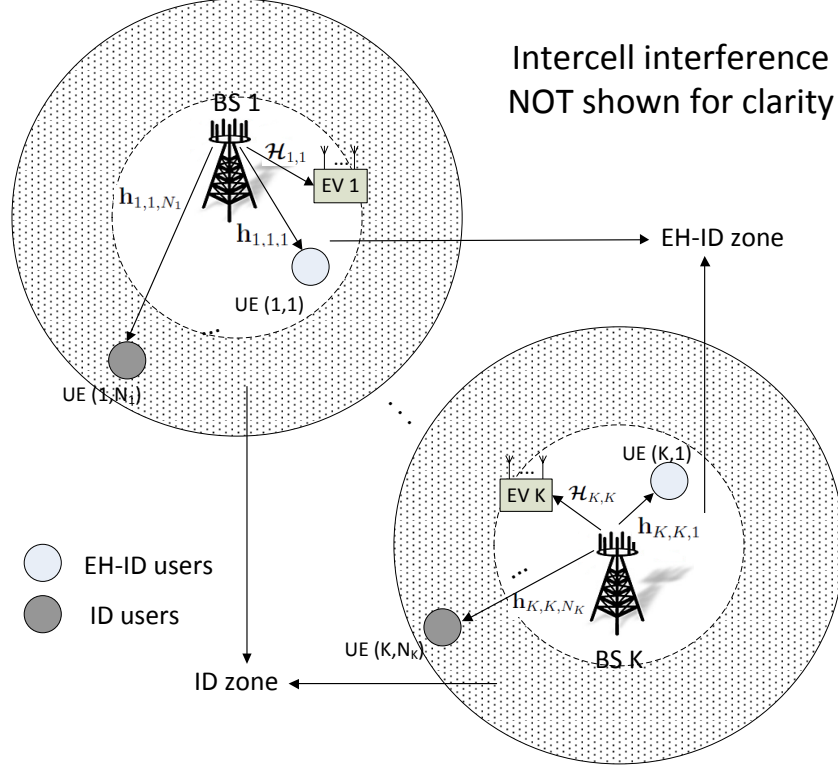 Intercell interference
NOT shown for clarity
BS 1
𝓗1,1
...
EV 1
h1,1,N1
h1,1,1
UE (1,1)
...
UE (1,N1)
EH-ID zone
...
UE (K,1)
...
EV K
𝓗K,K
hK,K,1
...
hK,K,NK
UE (K,NK)
BS K
EH-ID users
ID users
ID zone